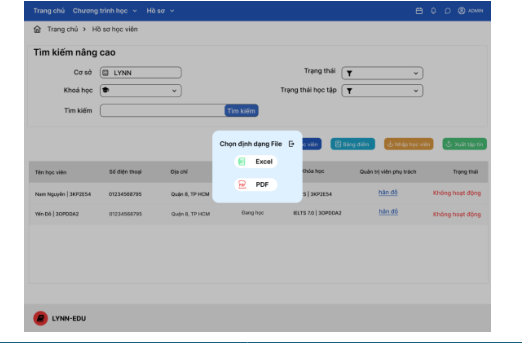 Trang chủ Chương trình học Hồ sơ ADMIN
Trang chủ > Hồ sơ học viên
Tìm kiếm nâng cao
Cơ sở LYNN Trạng thái
Khoá học Trạng thái học tập
Tìm kiếm Tìm kiếm
Chọn định dạng File
học viên Bảng điểm Nhập học viên Xuất tập tin
Excel
PDF
Tên học viên Số điện thoại Địa chỉ khóa học Quản trị viên phụ trách Trạng thái
Nam Nguyễn | 3KP2E54 01234566795 Quận 8, TP HCM 5 | 3KP2E54 hân đỗ Không hoạt động
Yến Đỗ | 3OPD0A2 01234566795 Quận 8, TP HCM Đang học IELTS 7.0 | 3OPD0A2 hân đỗ Không hoạt động
LYNN-EDU